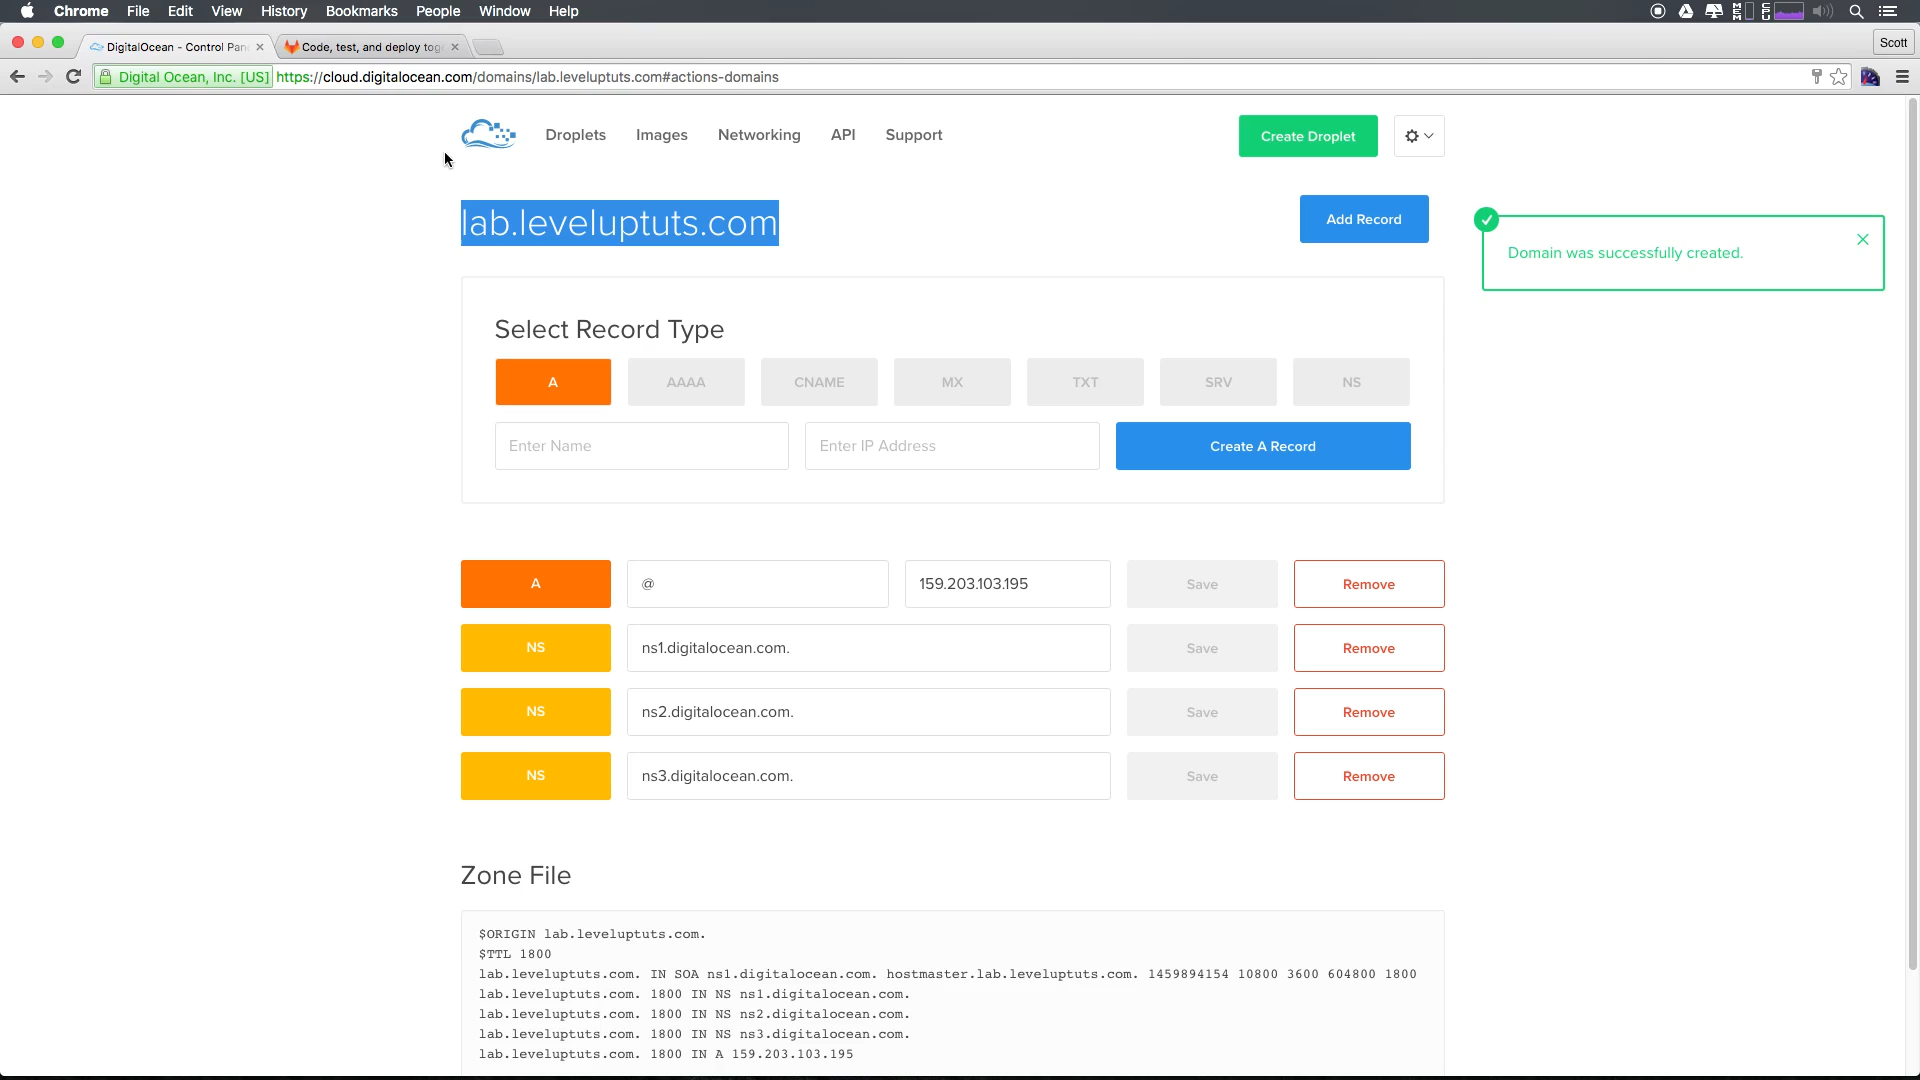 Chrome File Edit View History Bookmarks People Window Help
DigitalOcean - Control Pan
Code, test, and deploy tog
Scott
Digital Ocean, Inc. [US] https://cloud.digitalocean.com/domains/lab.leveluptuts.com#actions-domains
Droplets Images Networking API Support Create Droplet
lab.leveluptuts.com
Add Record
Domain was successfully created.
Select Record Type
A AAAA CNAME MX TXT SRV NS
Enter Name Enter IP Address Create A Record
A @ 159.203.103.195 Save Remove
NS ns1.digitalocean.com. Save Remove
NS ns2.digitalocean.com. Save Remove
NS ns3.digitalocean.com. Save Remove
Zone File
$ORIGIN lab.leveluptuts.com.
$TTL 1800
lab.leveluptuts.com. IN SOA ns1.digitalocean.com. hostmaster.lab.leveluptuts.com. 1459894154 10800 3600 604800 1800
lab.leveluptuts.com. 1800 IN NS ns1.digitalocean.com.
lab.leveluptuts.com. 1800 IN NS ns2.digitalocean.com.
lab.leveluptuts.com. 1800 IN NS ns3.digitalocean.com.
lab.leveluptuts.com. 1800 IN A 159.203.103.195